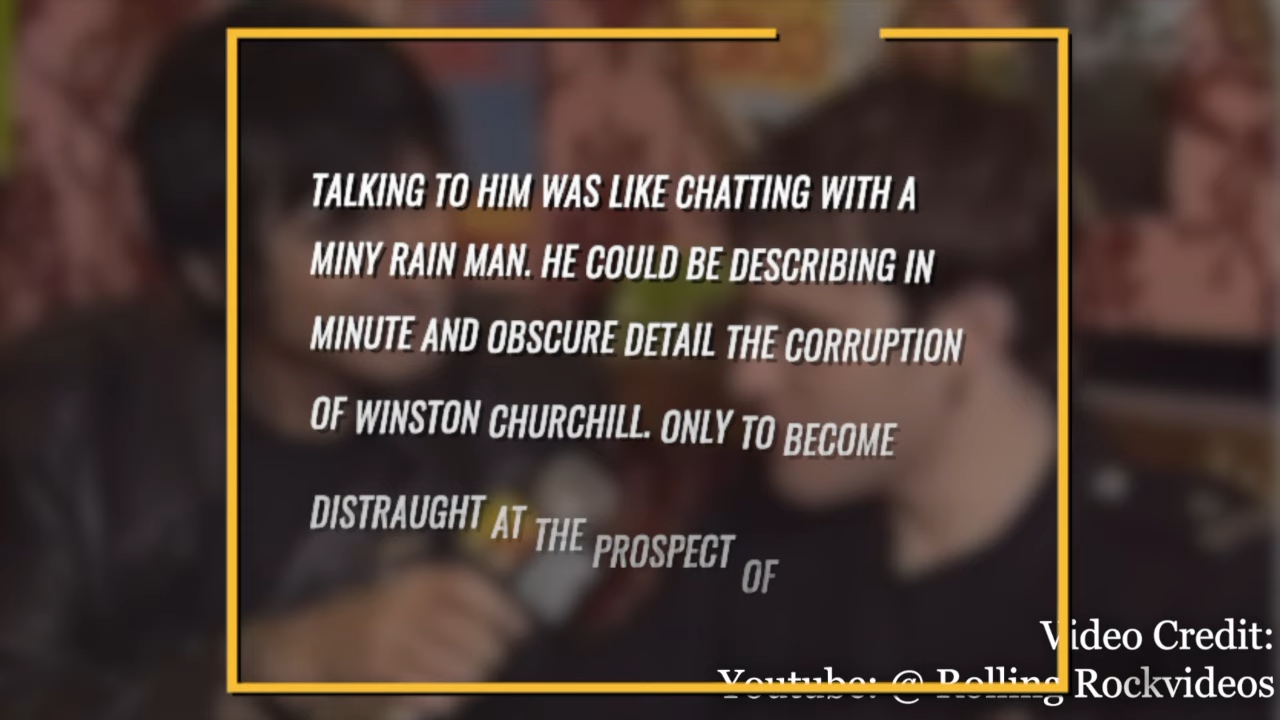 TALKING TO HIM WAS LIKE CHATTING WITH A
MINY RAIN MAN. HE COULD BE DESCRIBING IN
MINUTE AND OBSCURE DETAIL THE CORRUPTION
OF WINSTON CHURCHILL. ONLY TO BECOME
DISTRAUGHT AT THE PROSPECT OF
Video Credit:
Youtube: @ Rolling Rockvideos